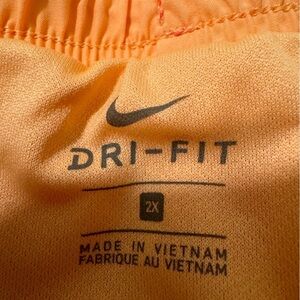 DRI-FIT
2X
MADE IN VIETNAM
FABRIQUE AU VIETNAM